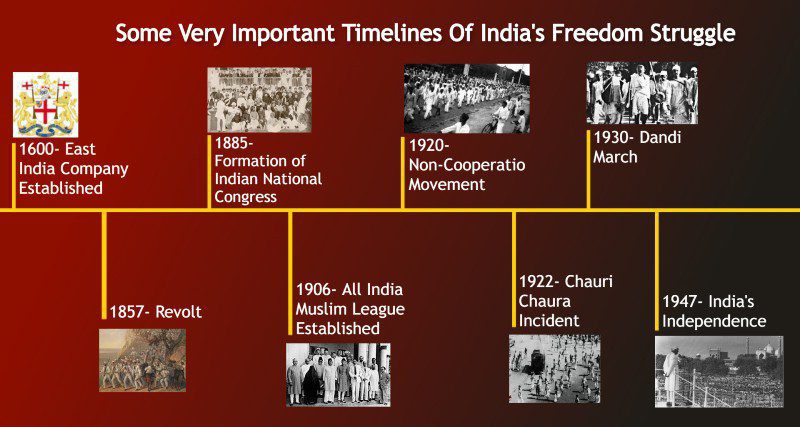 Some Very Important Timelines Of India's Freedom Struggle
1600- East
India Company
Established
1857- Revolt
1885-
Formation of
Indian National
Congress
1906- All India
Muslim League
Established
1920-
Non-Cooperatio
Movement
1922- Chauri
Chaura
Incident
1930- Dandi
March
1947- India's
Independence